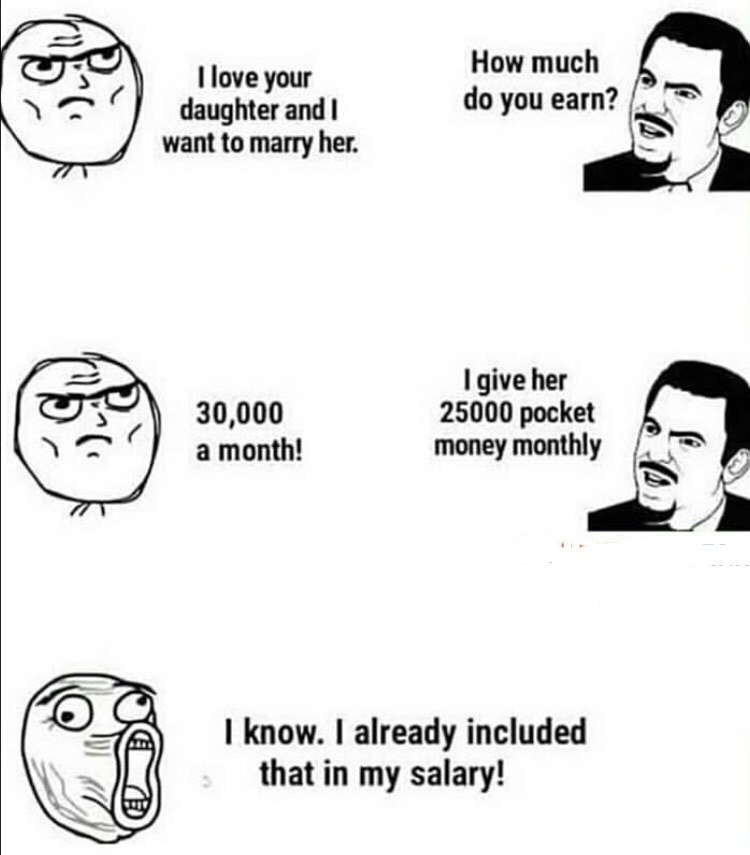 I love your
daughter and I
want to marry her.
How much
do you earn?
30,000
a month!
I give her
25000 pocket
money monthly
I know. I already included
that in my salary!